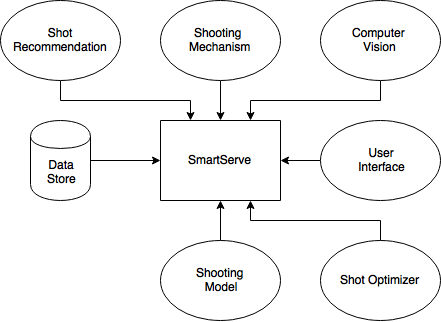 Shot
Recommendation
Shooting
Mechanism
Computer
Vision
Data
Store
SmartServe
User
Interface
Shooting
Model
Shot Optimizer